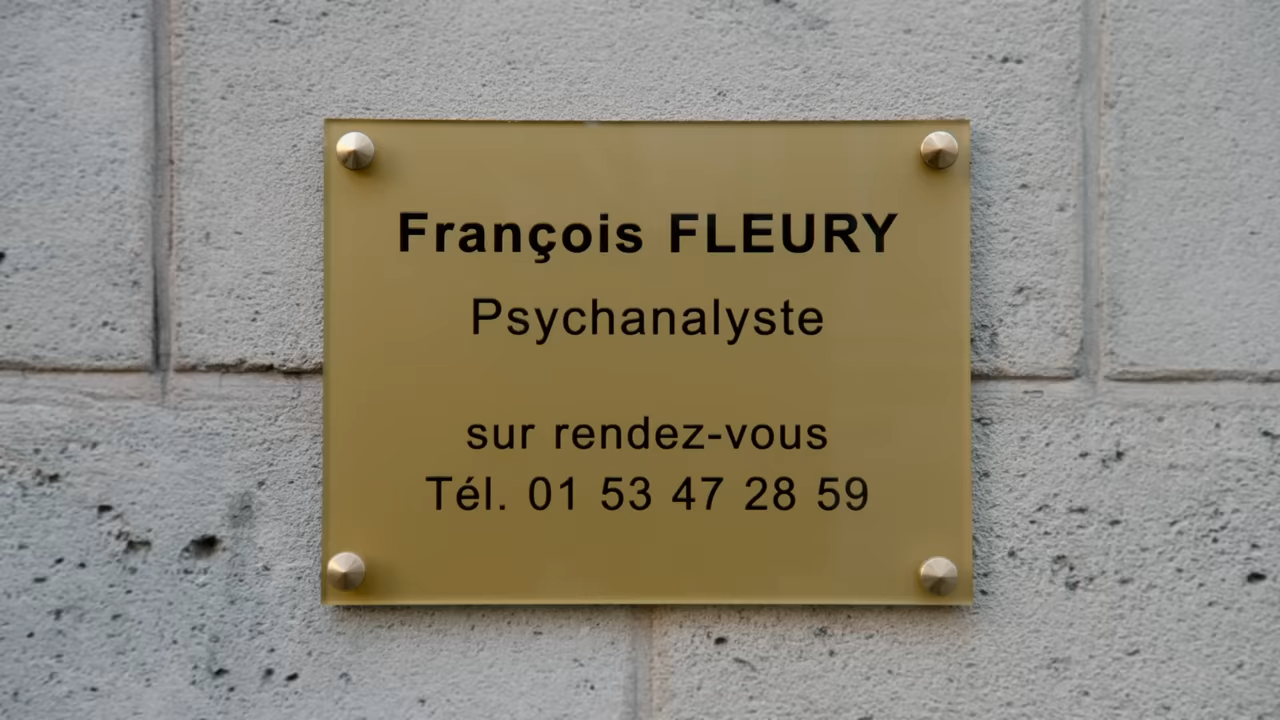 François FLEURY
Psychanalyste
sur rendez-vous
Tél. 01 53 47 28 59